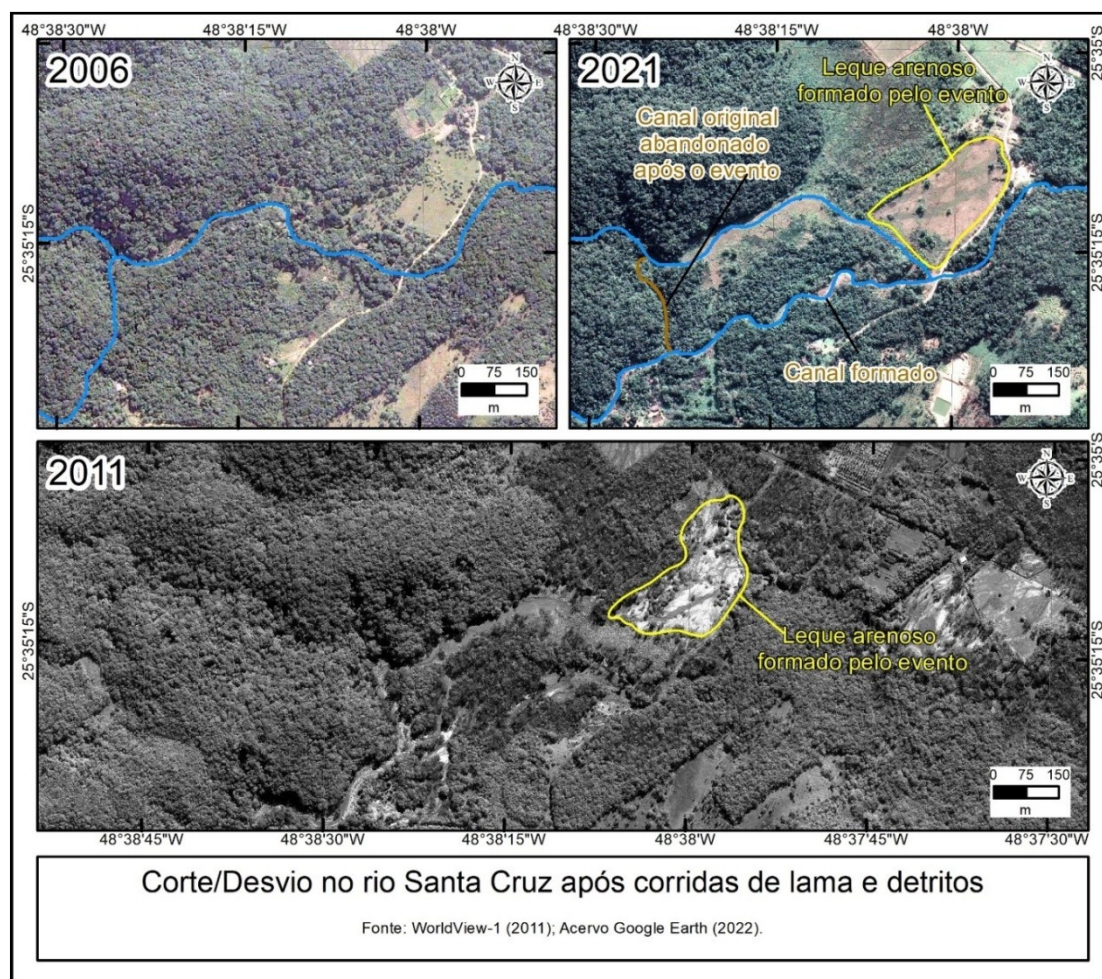 48°38'30"W
48°38'15"W
48°38'W
48°38'30"W
48°38'15"W
48°38'W
2006
N
W
E
S
25°35'15"S
0 75 150
m
2021
N
W
E
S
Leque arenoso
formado pelo evento
Canal original
abandonado
após o evento
Canal formado
25°35'S
25°35'15"S
0 75 150
m
2011
N
W
E
S
Leque arenoso
formado pelo evento
25°35'15"S
25°35'S
25°35'15"S
0 75 150
m
48°38'45"W
48°38'30"W
48°38'15"W
48°38'W
48°37'45"W
48°37'30"W
Corte/Desvio no rio Santa Cruz após corridas de lama e detritos
Fonte: WorldView-1 (2011); Acervo Google Earth (2022).